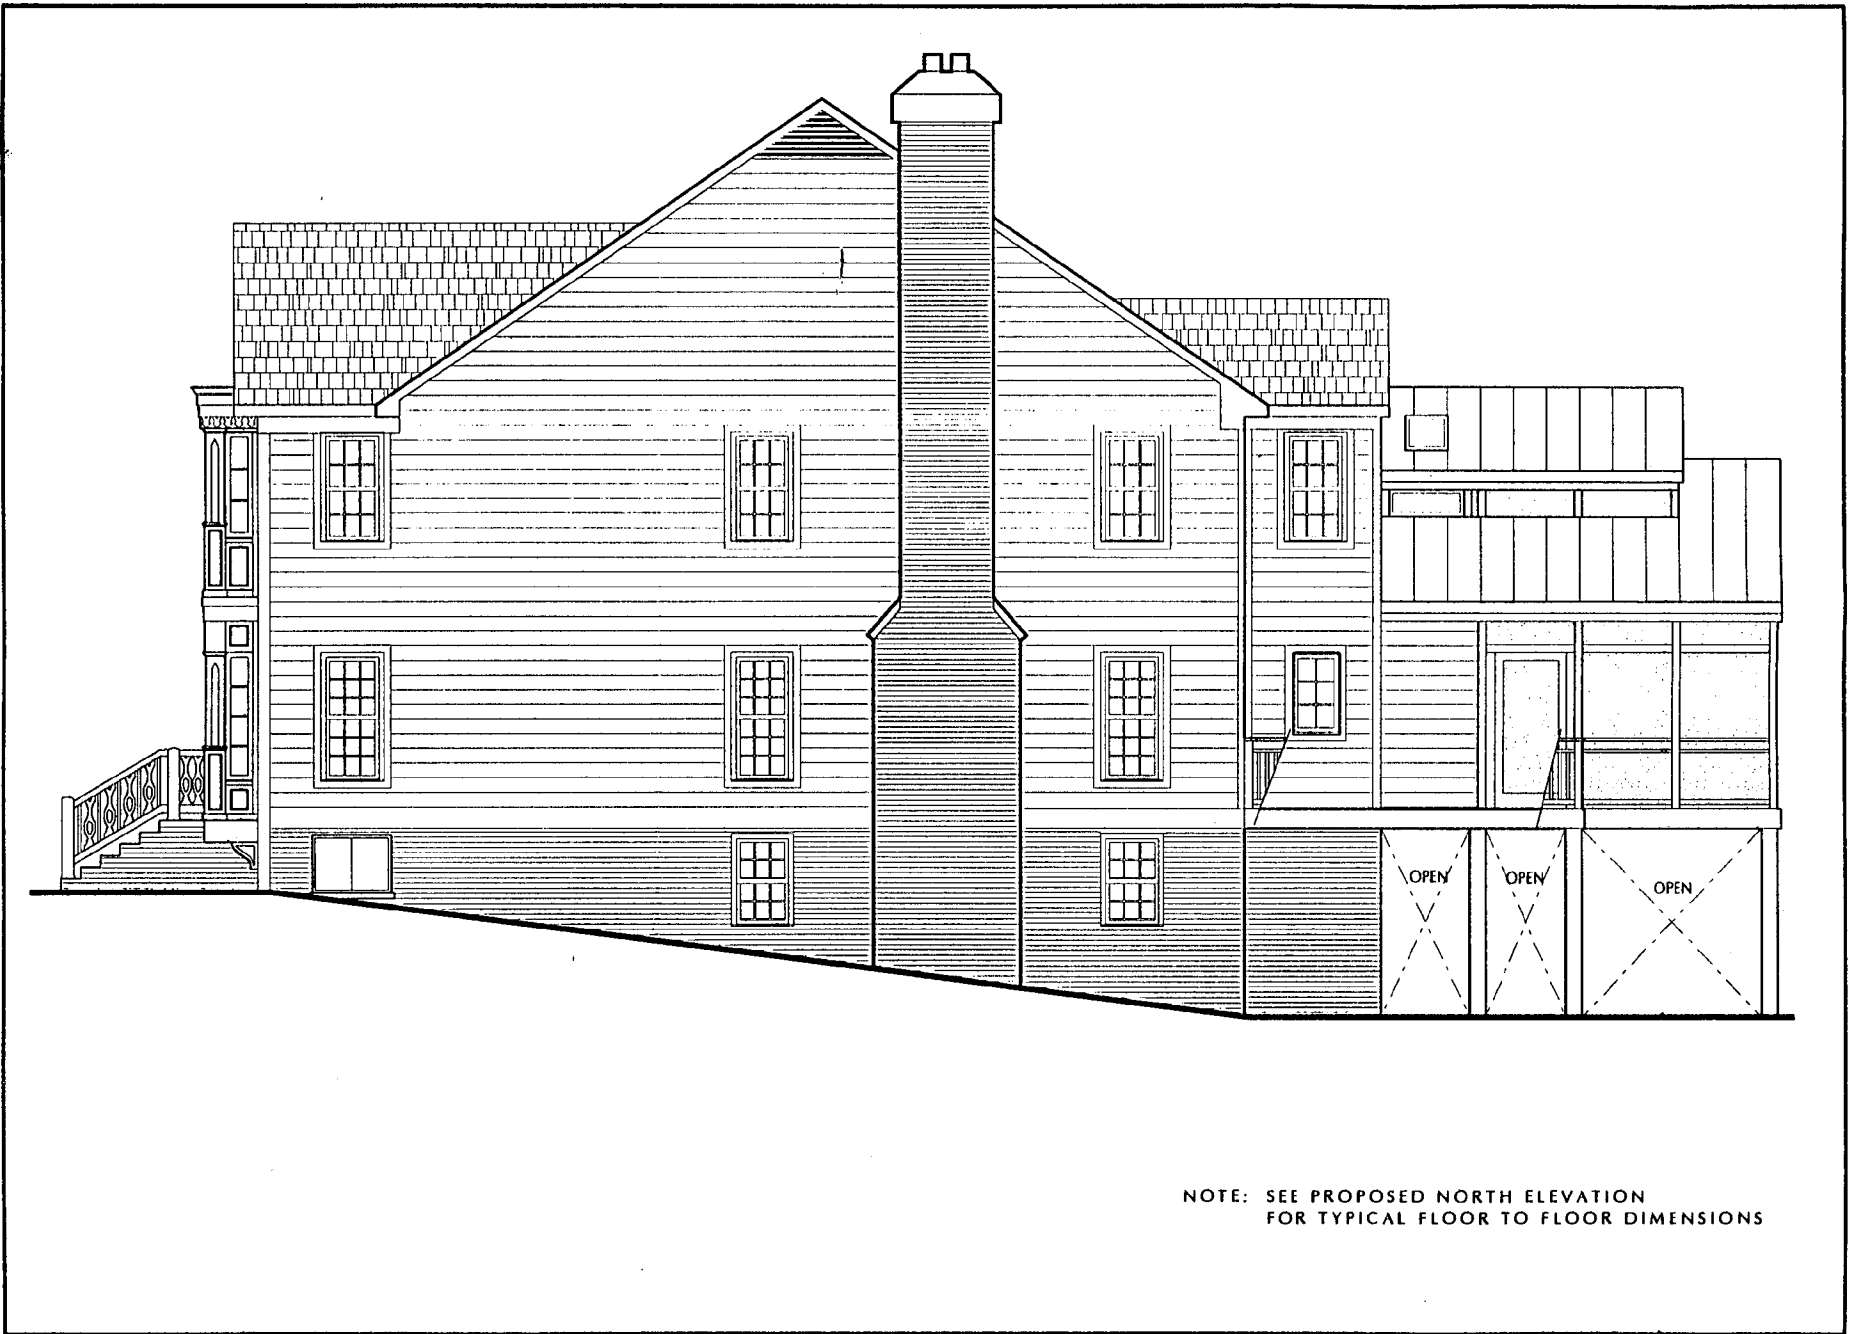 OPEN OPEN OPEN
NOTE: SEE PROPOSED NORTH ELEVATION
FOR TYPICAL FLOOR TO FLOOR DIMENSIONS